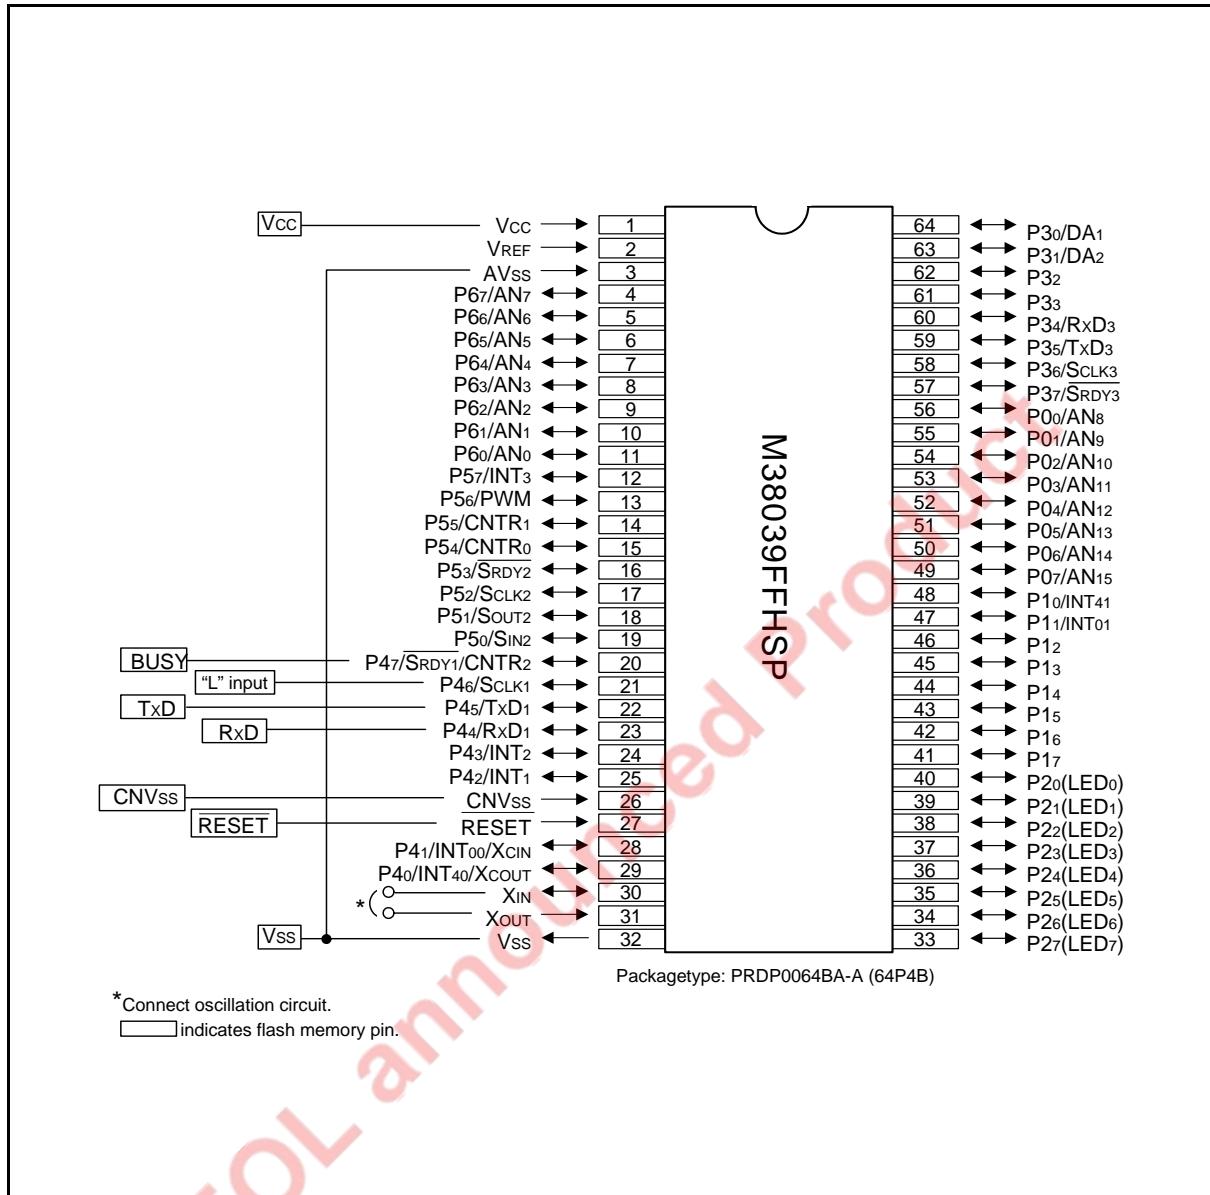 VCC
VCC 1
VREF 2
AVSS 3
P67/AN7 4
P66/AN6 5
P65/AN5 6
P64/AN4 7
P63/AN3 8
P62/AN2 9
P61/AN1 10
P60/AN0 11
P57/INT3 12
P56/PWM 13
P55/CNTR1 14
P54/CNTR0 15
P53/SRDY2 16
P52/SCLK2 17
P51/SOUT2 18
P50/SIN2 19
BUSY P47/SRDY1/CNTR2 20
“L” input P46/SCLK1 21
TxD P45/TxD1 22
RxD P44/RxD1 23
P43/INT2 24
P42/INT1 25
CNVSS CNVSS 26
RESET RESET 27
P41/INT00/XCIN 28
P40/INT40/XCOUT 29
* XIN 30
XOUT 31
VSS VSS 32
M38039FFHSP
64 P30/DA1
63 P31/DA2
62 P32
61 P33
60 P34/RxD3
59 P35/TxD3
58 P36/SCLK3
57 P37/SRDY3
56 P00/AN8
55 P01/AN9
54 P02/AN10
53 P03/AN11
52 P04/AN12
51 P05/AN13
50 P06/AN14
49 P07/AN15
48 P10/INT41
47 P11/INT01
46 P12
45 P13
44 P14
43 P15
42 P16
41 P17
40 P20(LED0)
39 P21(LED1)
38 P22(LED2)
37 P23(LED3)
36 P24(LED4)
35 P25(LED5)
34 P26(LED6)
33 P27(LED7)
Packagetype: PRDP0064BA-A (64P4B)
*Connect oscillation circuit.
indicates flash memory pin.
OL announced Product